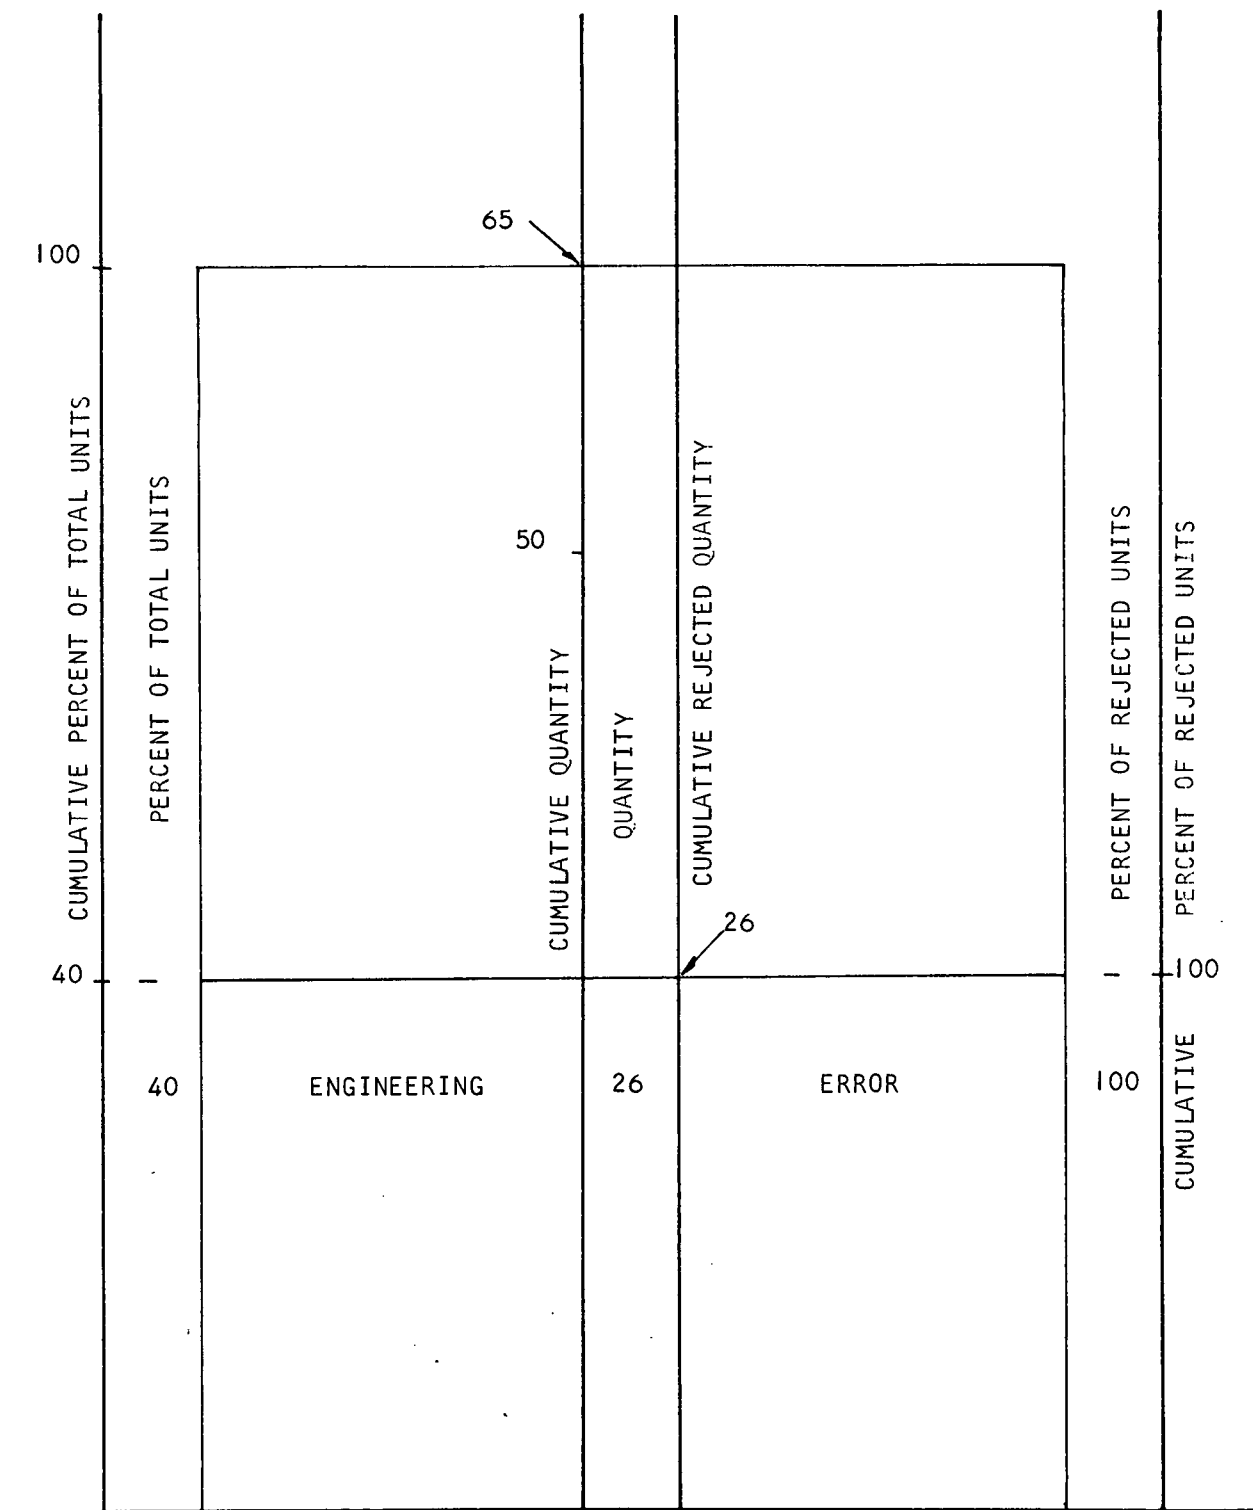 65
100
CUMULATIVE PERCENT OF TOTAL UNITS
PERCENT OF TOTAL UNITS
50
CUMULATIVE QUANTITY
QUANTITY
CUMULATIVE REJECTED QUANTITY
PERCENT OF REJECTED UNITS
CUMULATIVE PERCENT OF REJECTED UNITS
26
40
100
40
ENGINEERING
26
ERROR
100